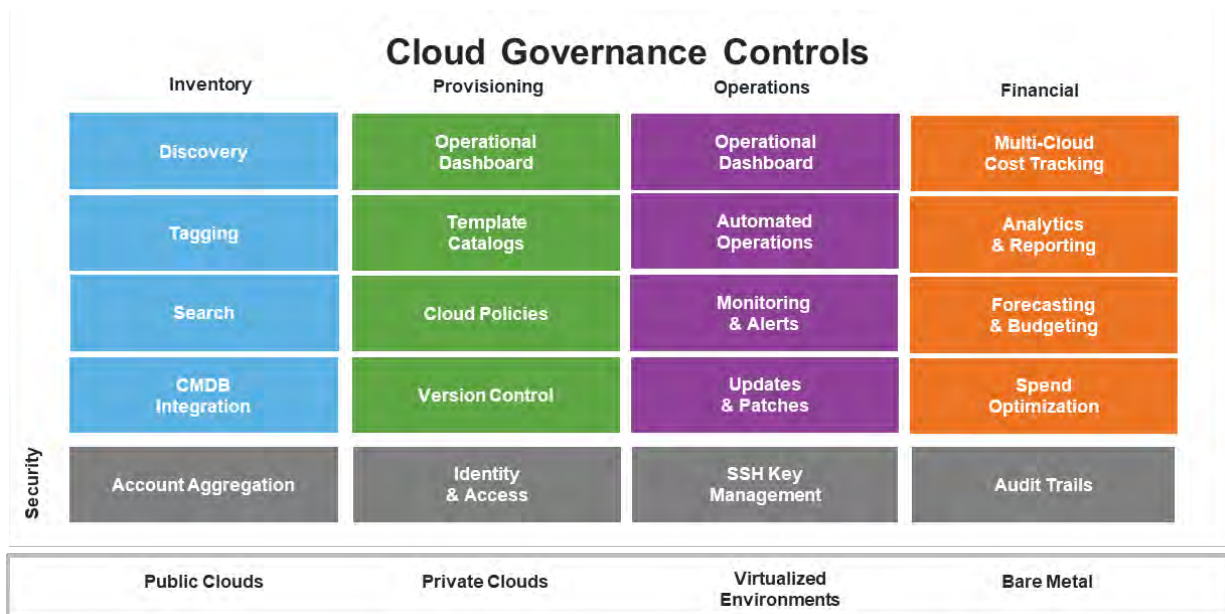 Cloud Governance Controls
Inventory
Provisioning
Operations
Financial
Discovery
Operational
Dashboard
Operational
Dashboard
Multi-Cloud
Cost Tracking
Tagging
Template
Catalogs
Automated
Operations
Analytics
& Reporting
Search
Cloud Policies
Monitoring
& Alerts
Forecasting
& Budgeting
CMDB
Integration
Version Control
Updates
& Patches
Spend
Optimization
Security
Account Aggregation
Identity
& Access
SSH Key
Management
Audit Trails
Public Clouds
Private Clouds
Virtualized
Environments
Bare Metal